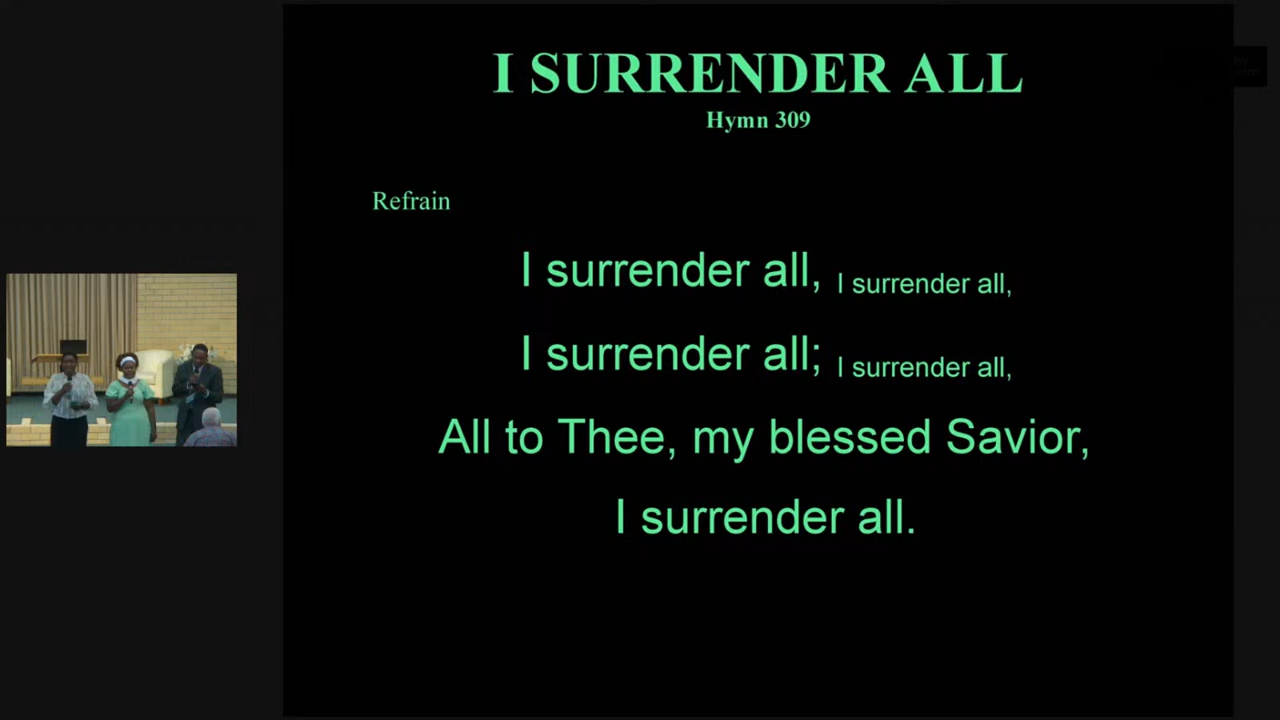 I SURRENDER ALL
Hymn 309
Refrain
I surrender all, I surrender all,
I surrender all; I surrender all,
All to Thee, my blessed Savior,
I surrender all.